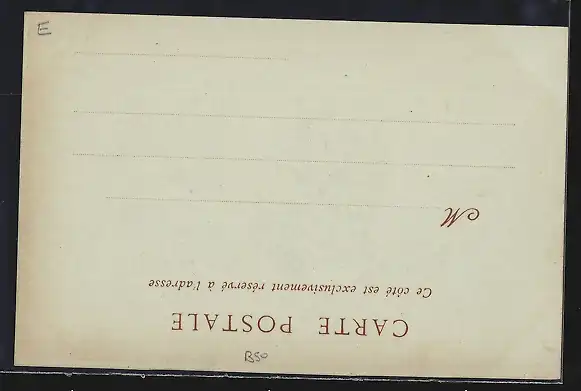 CARTE POSTALE
Ce côté est exclusivement réservé à l'adresse
M
E
B50